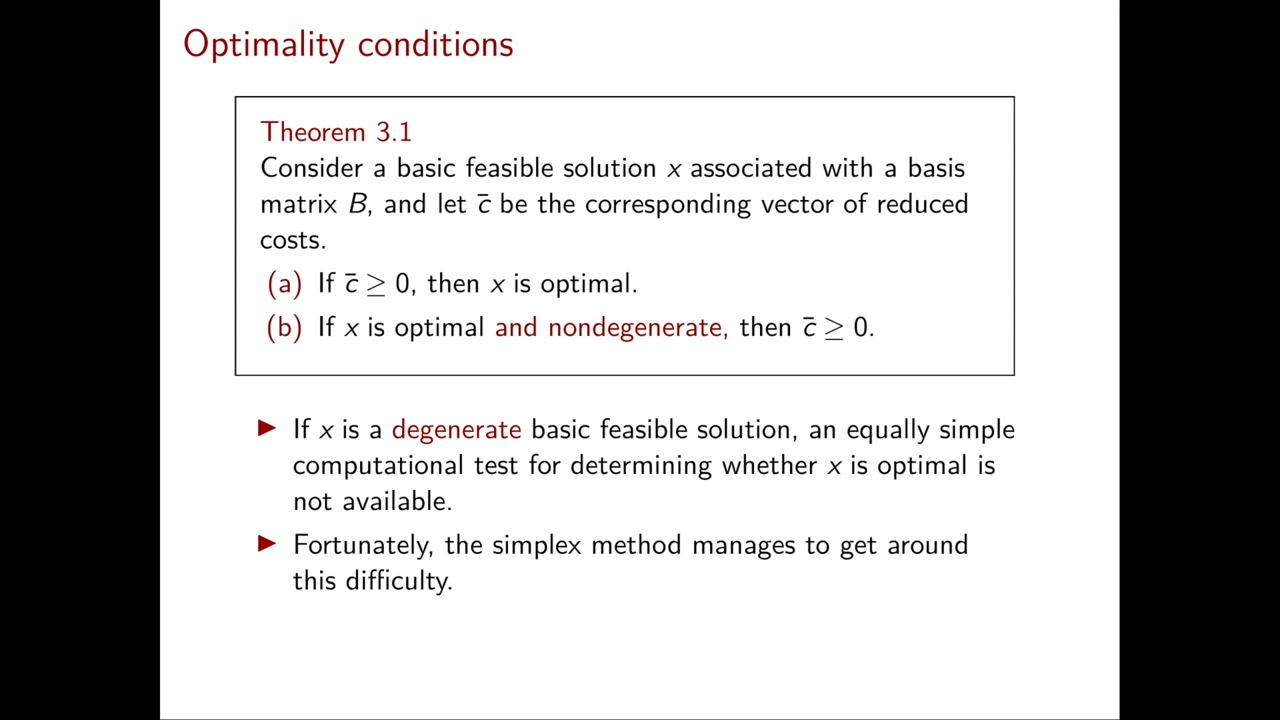 Optimality conditions
Theorem 3.1
Consider a basic feasible solution x associated with a basis
matrix B, and let c̄ be the corresponding vector of reduced
costs.
(a) If c̄ ≥ 0, then x is optimal.
(b) If x is optimal and nondegenerate, then c̄ ≥ 0.
▶ If x is a degenerate basic feasible solution, an equally simple
computational test for determining whether x is optimal is
not available.
▶ Fortunately, the simplex method manages to get around
this difficulty.